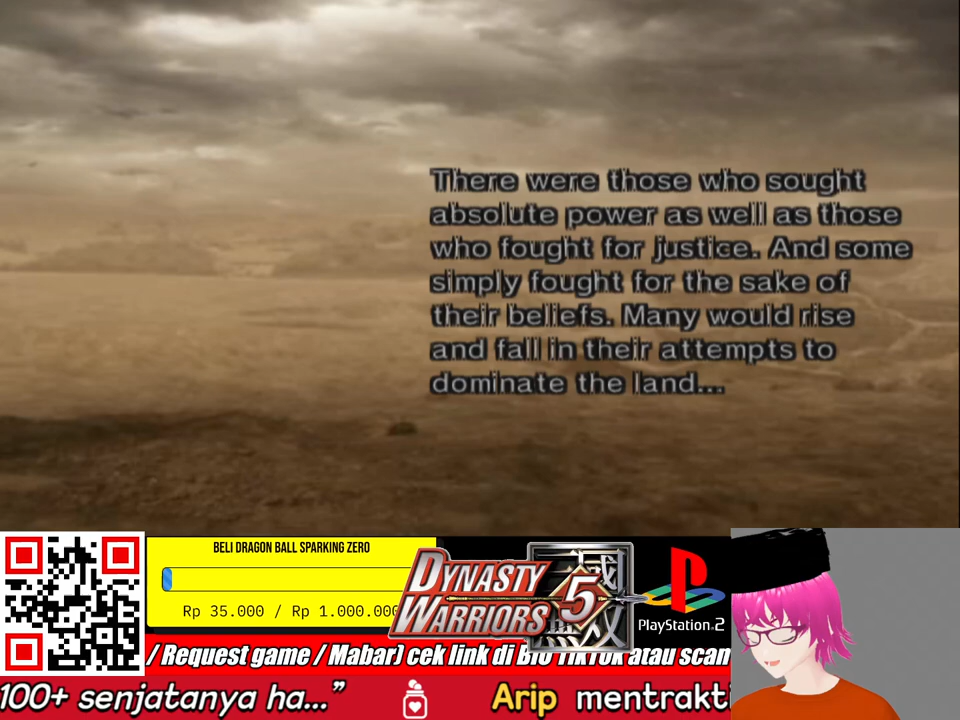 There were those who sought
absolute power as well as those
who fought for justice. And some
simply fought for the sake of
their beliefs. Many would rise
and fall in their attempts to
dominate the land...
BELI DRAGON BALL SPARKING ZERO
Rp 35.000 / Rp 1.000.000
DYNASTY
WARRIORS 5
PlayStation 2
/ Request game / Mabar) cek link di Bio TikTok atau scan
100+ senjatanya ha..."
Arip mentrakti